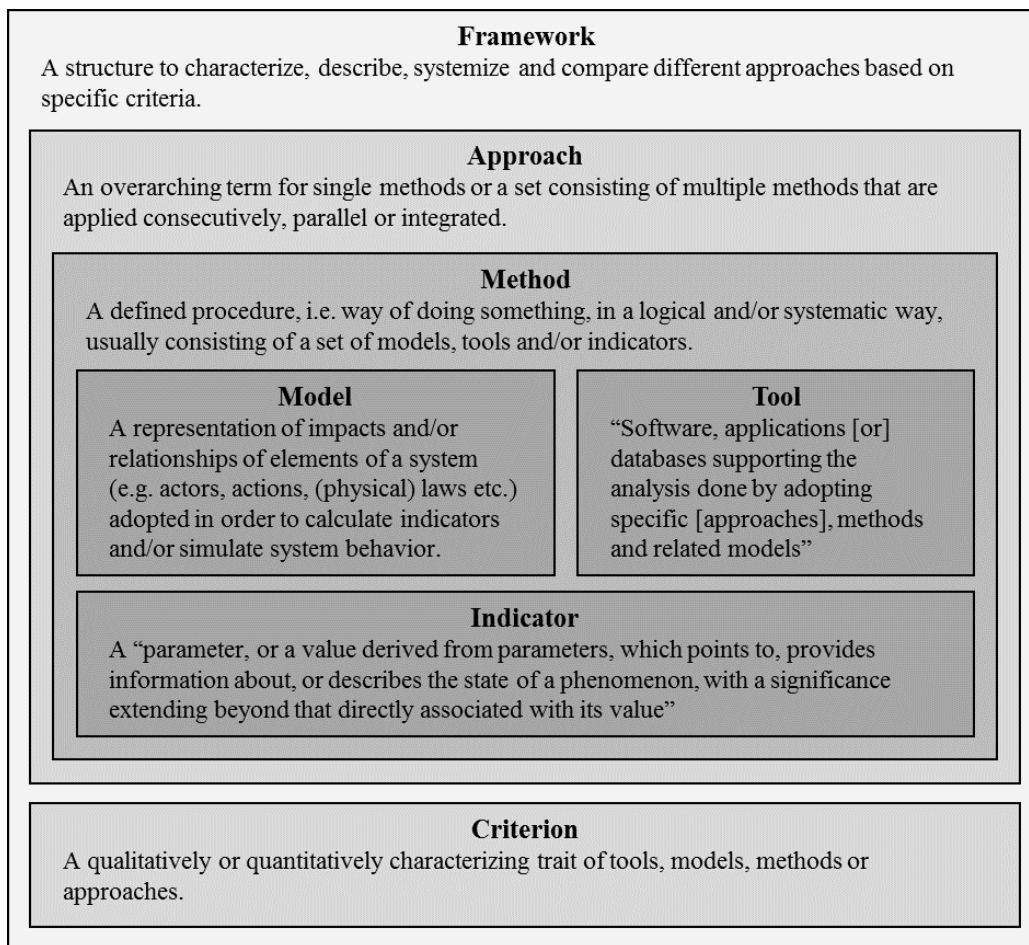 Framework
A structure to characterize, describe, systemize and compare different approaches based on
specific criteria.
Approach
An overarching term for single methods or a set consisting of multiple methods that are
applied consecutively, parallel or integrated.
Method
A defined procedure, i.e. way of doing something, in a logical and/or systematic way,
usually consisting of a set of models, tools and/or indicators.
Model
A representation of impacts and/or
relationships of elements of a system
(e.g. actors, actions, (physical) laws etc.)
adopted in order to calculate indicators
and/or simulate system behavior.
Tool
“Software, applications [or]
databases supporting the
analysis done by adopting
specific [approaches], methods
and related models”
Indicator
A “parameter, or a value derived from parameters, which points to, provides
information about, or describes the state of a phenomenon, with a significance
extending beyond that directly associated with its value”
Criterion
A qualitatively or quantitatively characterizing trait of tools, models, methods or
approaches.